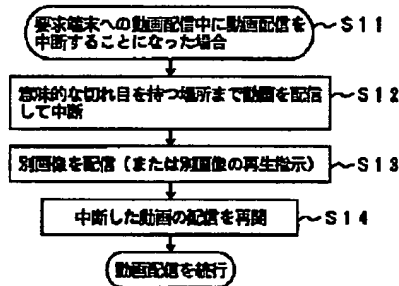 要求端末への動画配信中に動画配信を
中断することになった場合
S11
意味的な切れ目を持つ場所まで動画を配信
して中断
S12
別画像を配信（または別画像の再生指示）
S13
中断した動画の配信を再開
S14
動画配信を続行